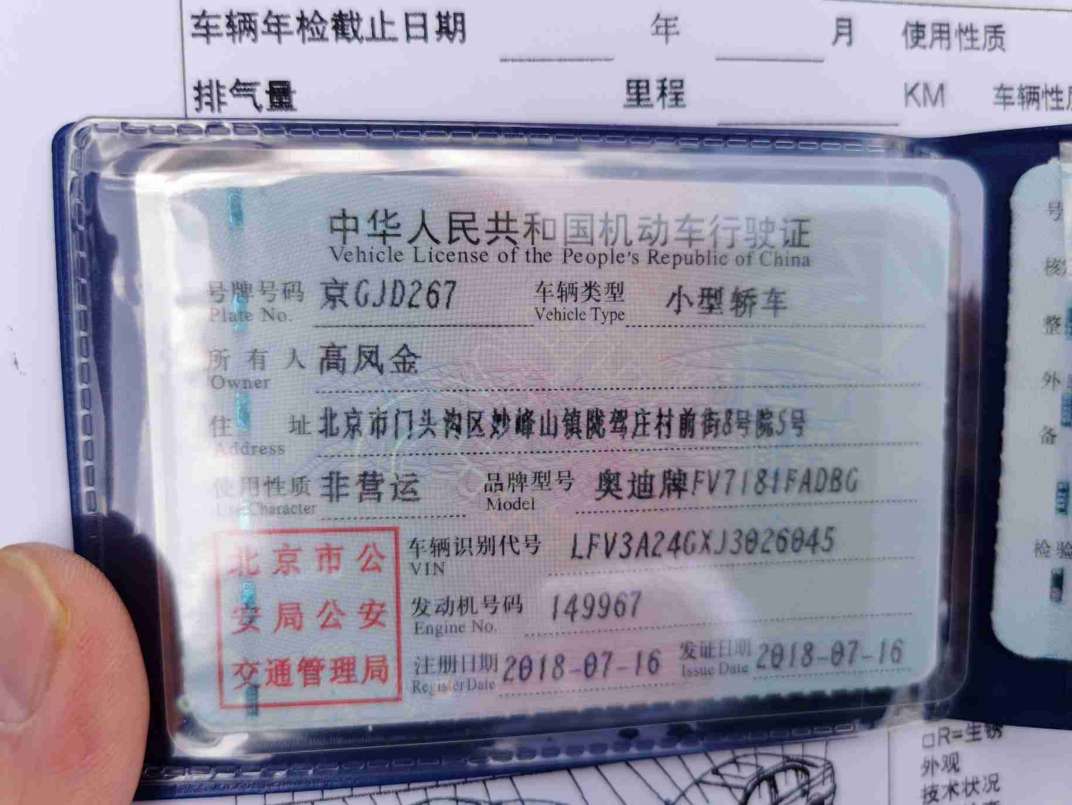 车辆年检截止日期 年 月 使用性质
排气量 里程 KM 车辆性质
中华人民共和国机动车行驶证
Vehicle License of the People's Republic of China
号牌号码 京GJD267 车辆类型 小型轿车
Plate No. Vehicle Type
所有人 高凤金
Owner
住址 北京市门头沟区妙峰山镇陇驾庄村前街8号院5号
Address
使用性质 非营运 品牌型号 奥迪牌FV7181FADBG
Use Character Model
北京市公安局公安交通管理局
车辆识别代号 LFV3A24GXJ3026045
VIN
发动机号码 149967
Engine No.
注册日期 2018-07-16 发证日期 2018-07-16
Register Date Issue Date
号
核
整
外
备
检验
□R=生锈
外观
技术状况